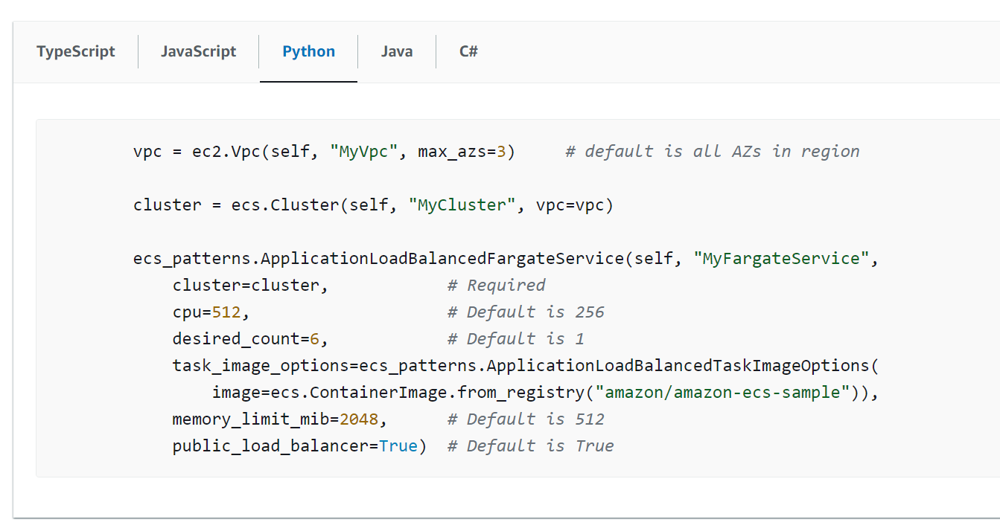 TypeScript JavaScript Python Java C#
vpc = ec2.Vpc(self, "MyVpc", max_azs=3)     # default is all AZs in region
cluster = ecs.Cluster(self, "MyCluster", vpc=vpc)
ecs_patterns.ApplicationLoadBalancedFargateService(self, "MyFargateService",
    cluster=cluster,            # Required
    cpu=512,                    # Default is 256
    desired_count=6,            # Default is 1
    task_image_options=ecs_patterns.ApplicationLoadBalancedTaskImageOptions(
        image=ecs.ContainerImage.from_registry("amazon/amazon-ecs-sample")),
    memory_limit_mib=2048,      # Default is 512
    public_load_balancer=True)  # Default is True